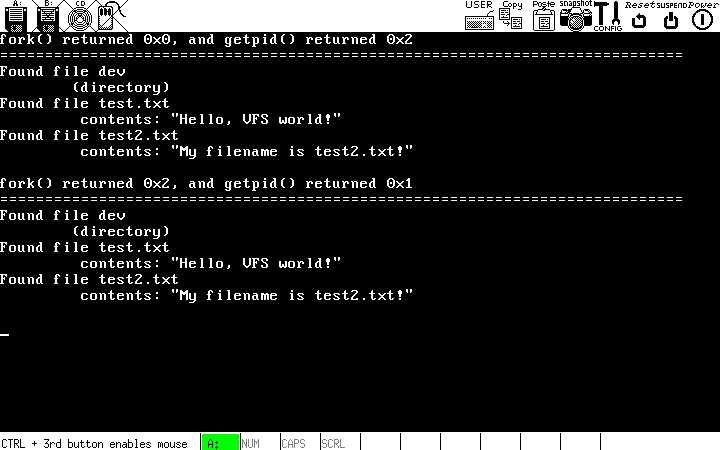 A: B: CD USER Copy Paste snapshot CONFIG Reset SUSPEND Power
fork() returned 0x0, and getpid() returned 0x2
============================================================================
Found file dev
(directory)
Found file test.txt
contents: "Hello, VFS world!"
Found file test2.txt
contents: "My filename is test2.txt!"
fork() returned 0x2, and getpid() returned 0x1
============================================================================
Found file dev
(directory)
Found file test.txt
contents: "Hello, VFS world!"
Found file test2.txt
contents: "My filename is test2.txt!"
_
CTRL + 3rd button enables mouse A: NUM CAPS SCRL